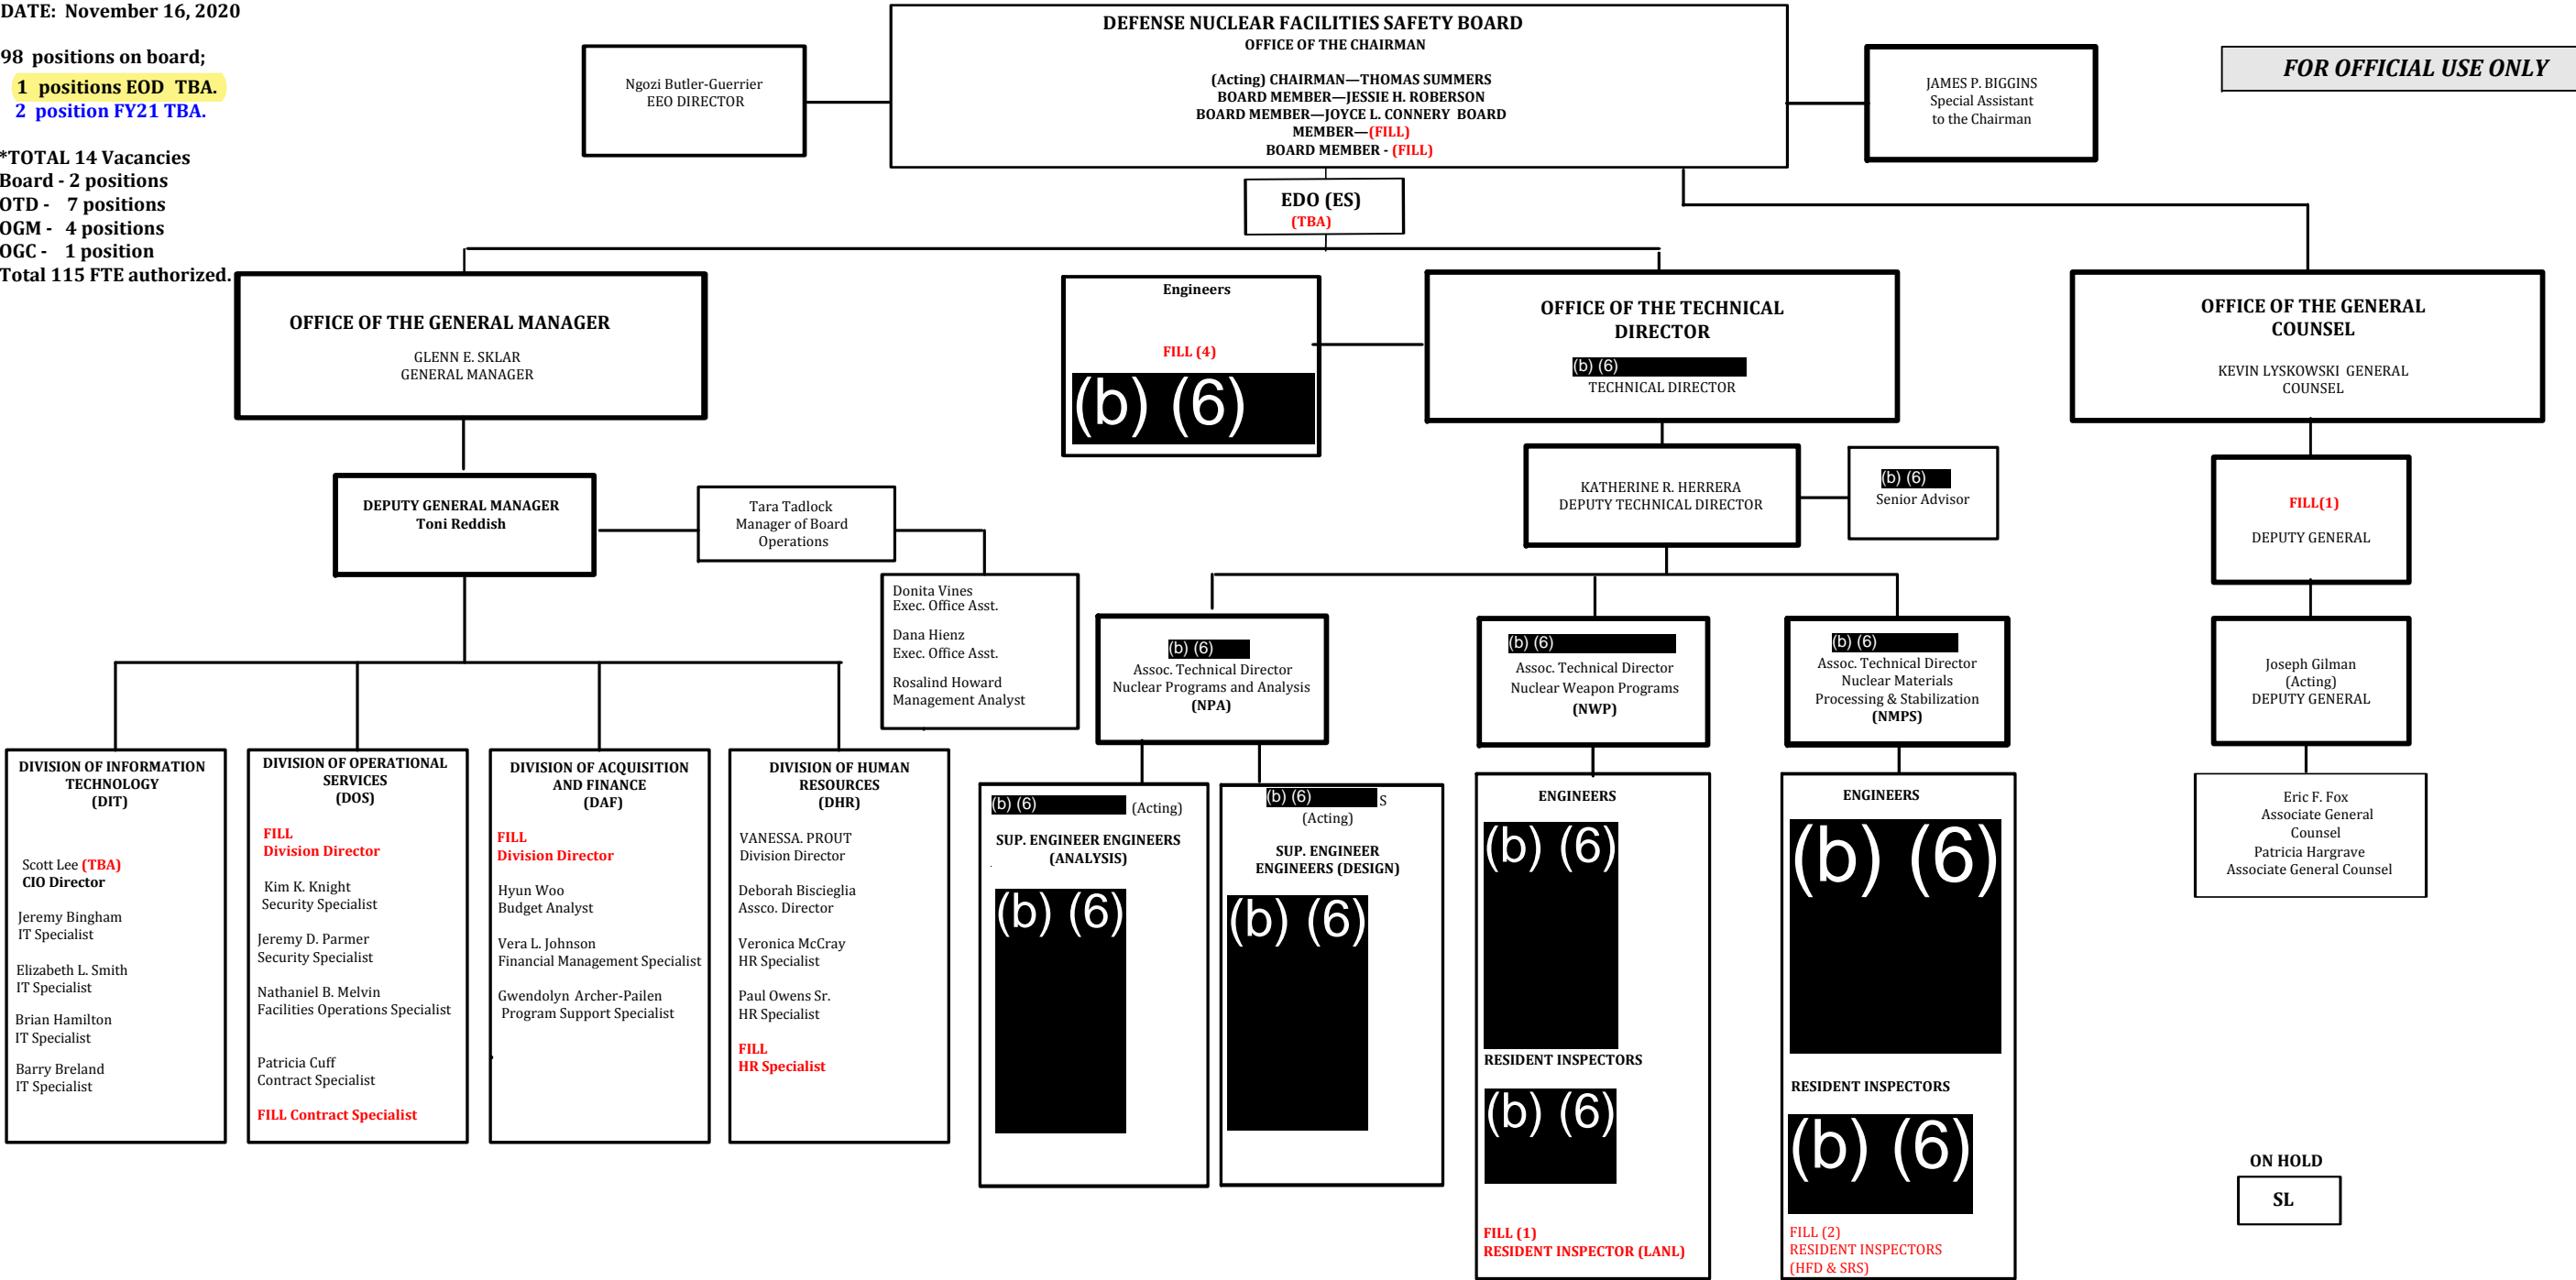 DATE: November 16, 2020
98 positions on board;
1 positions EOD TBA.
2 position FY21 TBA.
*TOTAL 14 Vacancies
Board - 2 positions
OTD - 7 positions
OGM - 4 positions
OGC - 1 position
Total 115 FTE authorized.
Ngozi Butler-Guerrier
EEO DIRECTOR
DEFENSE NUCLEAR FACILITIES SAFETY BOARD
OFFICE OF THE CHAIRMAN
(Acting) CHAIRMAN—THOMAS SUMMERS
BOARD MEMBER—JESSIE H. ROBERSON
BOARD MEMBER—JOYCE L. CONNERY BOARD
MEMBER—(FILL)
BOARD MEMBER - (FILL)
JAMES P. BIGGINS
Special Assistant
to the Chairman
FOR OFFICIAL USE ONLY
EDO (ES)
(TBA)
OFFICE OF THE GENERAL MANAGER
GLENN E. SKLAR
GENERAL MANAGER
Engineers
FILL (4)
(b) (6)
OFFICE OF THE TECHNICAL
DIRECTOR
(b) (6)
TECHNICAL DIRECTOR
OFFICE OF THE GENERAL
COUNSEL
KEVIN LYSKOWSKI GENERAL
COUNSEL
DEPUTY GENERAL MANAGER
Toni Reddish
Tara Tadlock
Manager of Board
Operations
Donita Vines
Exec. Office Asst.
Dana Hienz
Exec. Office Asst.
Rosalind Howard
Management Analyst
KATHERINE R. HERRERA
DEPUTY TECHNICAL DIRECTOR
(b) (6)
Senior Advisor
FILL(1)
DEPUTY GENERAL
(b) (6)
Assoc. Technical Director
Nuclear Programs and Analysis
(NPA)
(b) (6)
Assoc. Technical Director
Nuclear Weapon Programs
(NWP)
(b) (6)
Assoc. Technical Director
Nuclear Materials
Processing & Stabilization
(NMPS)
Joseph Gilman
(Acting)
DEPUTY GENERAL
DIVISION OF INFORMATION
TECHNOLOGY
(DIT)
Scott Lee (TBA)
CIO Director
Jeremy Bingham
IT Specialist
Elizabeth L. Smith
IT Specialist
Brian Hamilton
IT Specialist
Barry Breland
IT Specialist
DIVISION OF OPERATIONAL
SERVICES
(DOS)
FILL
Division Director
Kim K. Knight
Security Specialist
Jeremy D. Parmer
Security Specialist
Nathaniel B. Melvin
Facilities Operations Specialist
Patricia Cuff
Contract Specialist
FILL Contract Specialist
DIVISION OF ACQUISITION
AND FINANCE
(DAF)
FILL
Division Director
Hyun Woo
Budget Analyst
Vera L. Johnson
Financial Management Specialist
Gwendolyn Archer-Pailen
Program Support Specialist
DIVISION OF HUMAN
RESOURCES
(DHR)
VANESSA. PROUT
Division Director
Deborah Biscieglia
Assco. Director
Veronica McCray
HR Specialist
Paul Owens Sr.
HR Specialist
FILL
HR Specialist
(b) (6) (Acting)
SUP. ENGINEER ENGINEERS
(ANALYSIS)
(b) (6)
(b) (6) S
(Acting)
SUP. ENGINEER
ENGINEERS (DESIGN)
(b) (6)
ENGINEERS
(b) (6)
RESIDENT INSPECTORS
(b) (6)
FILL (1)
RESIDENT INSPECTOR (LANL)
ENGINEERS
(b) (6)
RESIDENT INSPECTORS
(b) (6)
FILL (2)
RESIDENT INSPECTORS
(HFD & SRS)
Eric F. Fox
Associate General
Counsel
Patricia Hargrave
Associate General Counsel
ON HOLD
SL